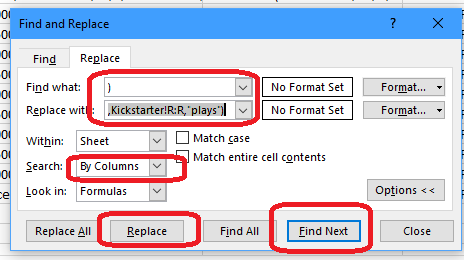 Find and Replace
Find Replace
Find what: ) No Format Set Format...
Replace with: ,Kickstarter!R:R,"plays") No Format Set Format...
Within: Sheet Match case
Search: By Columns Match entire cell contents
Look in: Formulas Options <<
Replace All Replace Find All Find Next Close